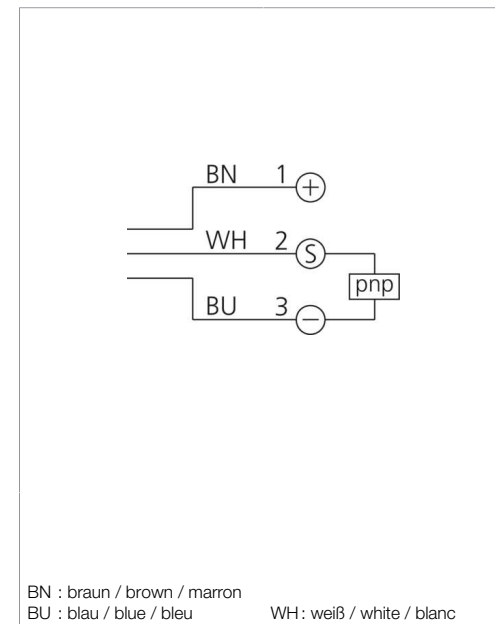 BN 1 +
WH 2 S
pnp
BU 3 −
BN : braun / brown / marron
BU : blau / blue / bleu WH : weiß / white / blanc